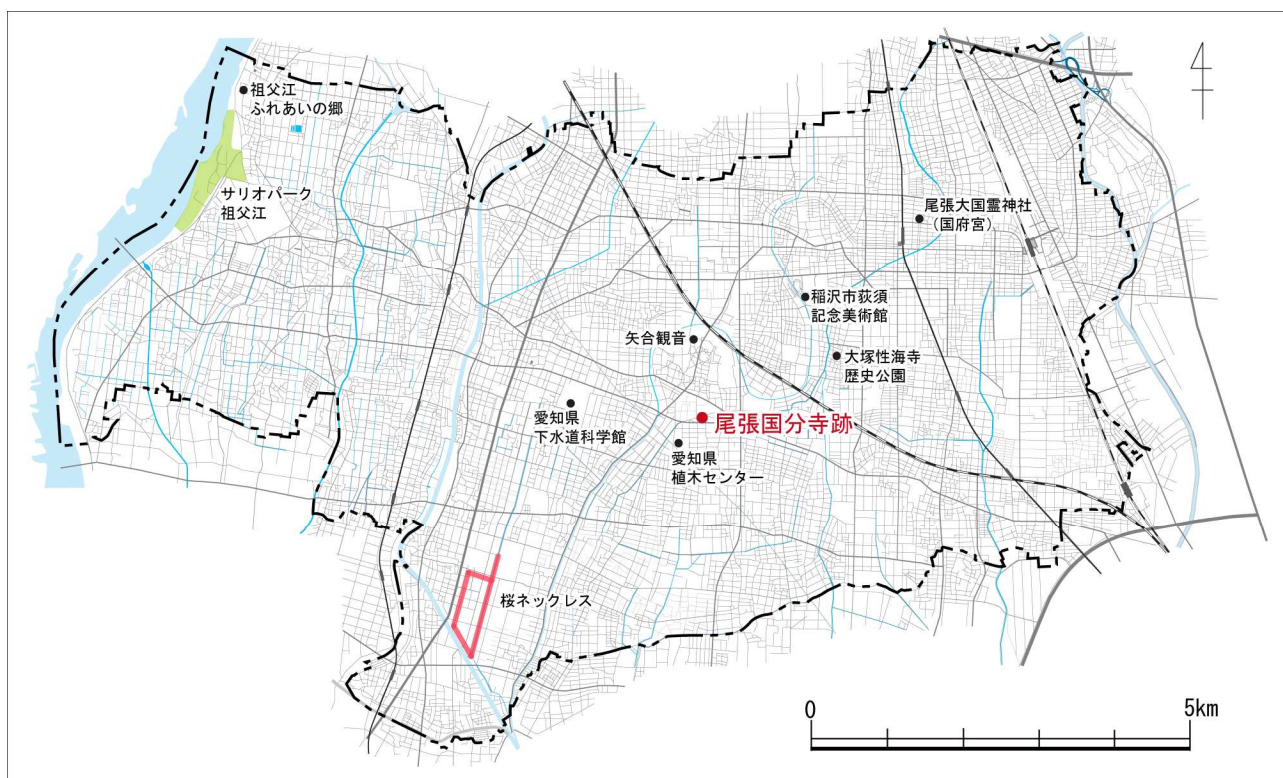 祖父江
ふれあいの郷
サリオパーク
祖父江
尾張大国霊神社
（国府宮）
稲沢市荻須
記念美術館
矢合観音
大塚性海寺
歴史公園
愛知県
下水道科学館
尾張国分寺跡
愛知県
植木センター
桜ネックレス
0
5km